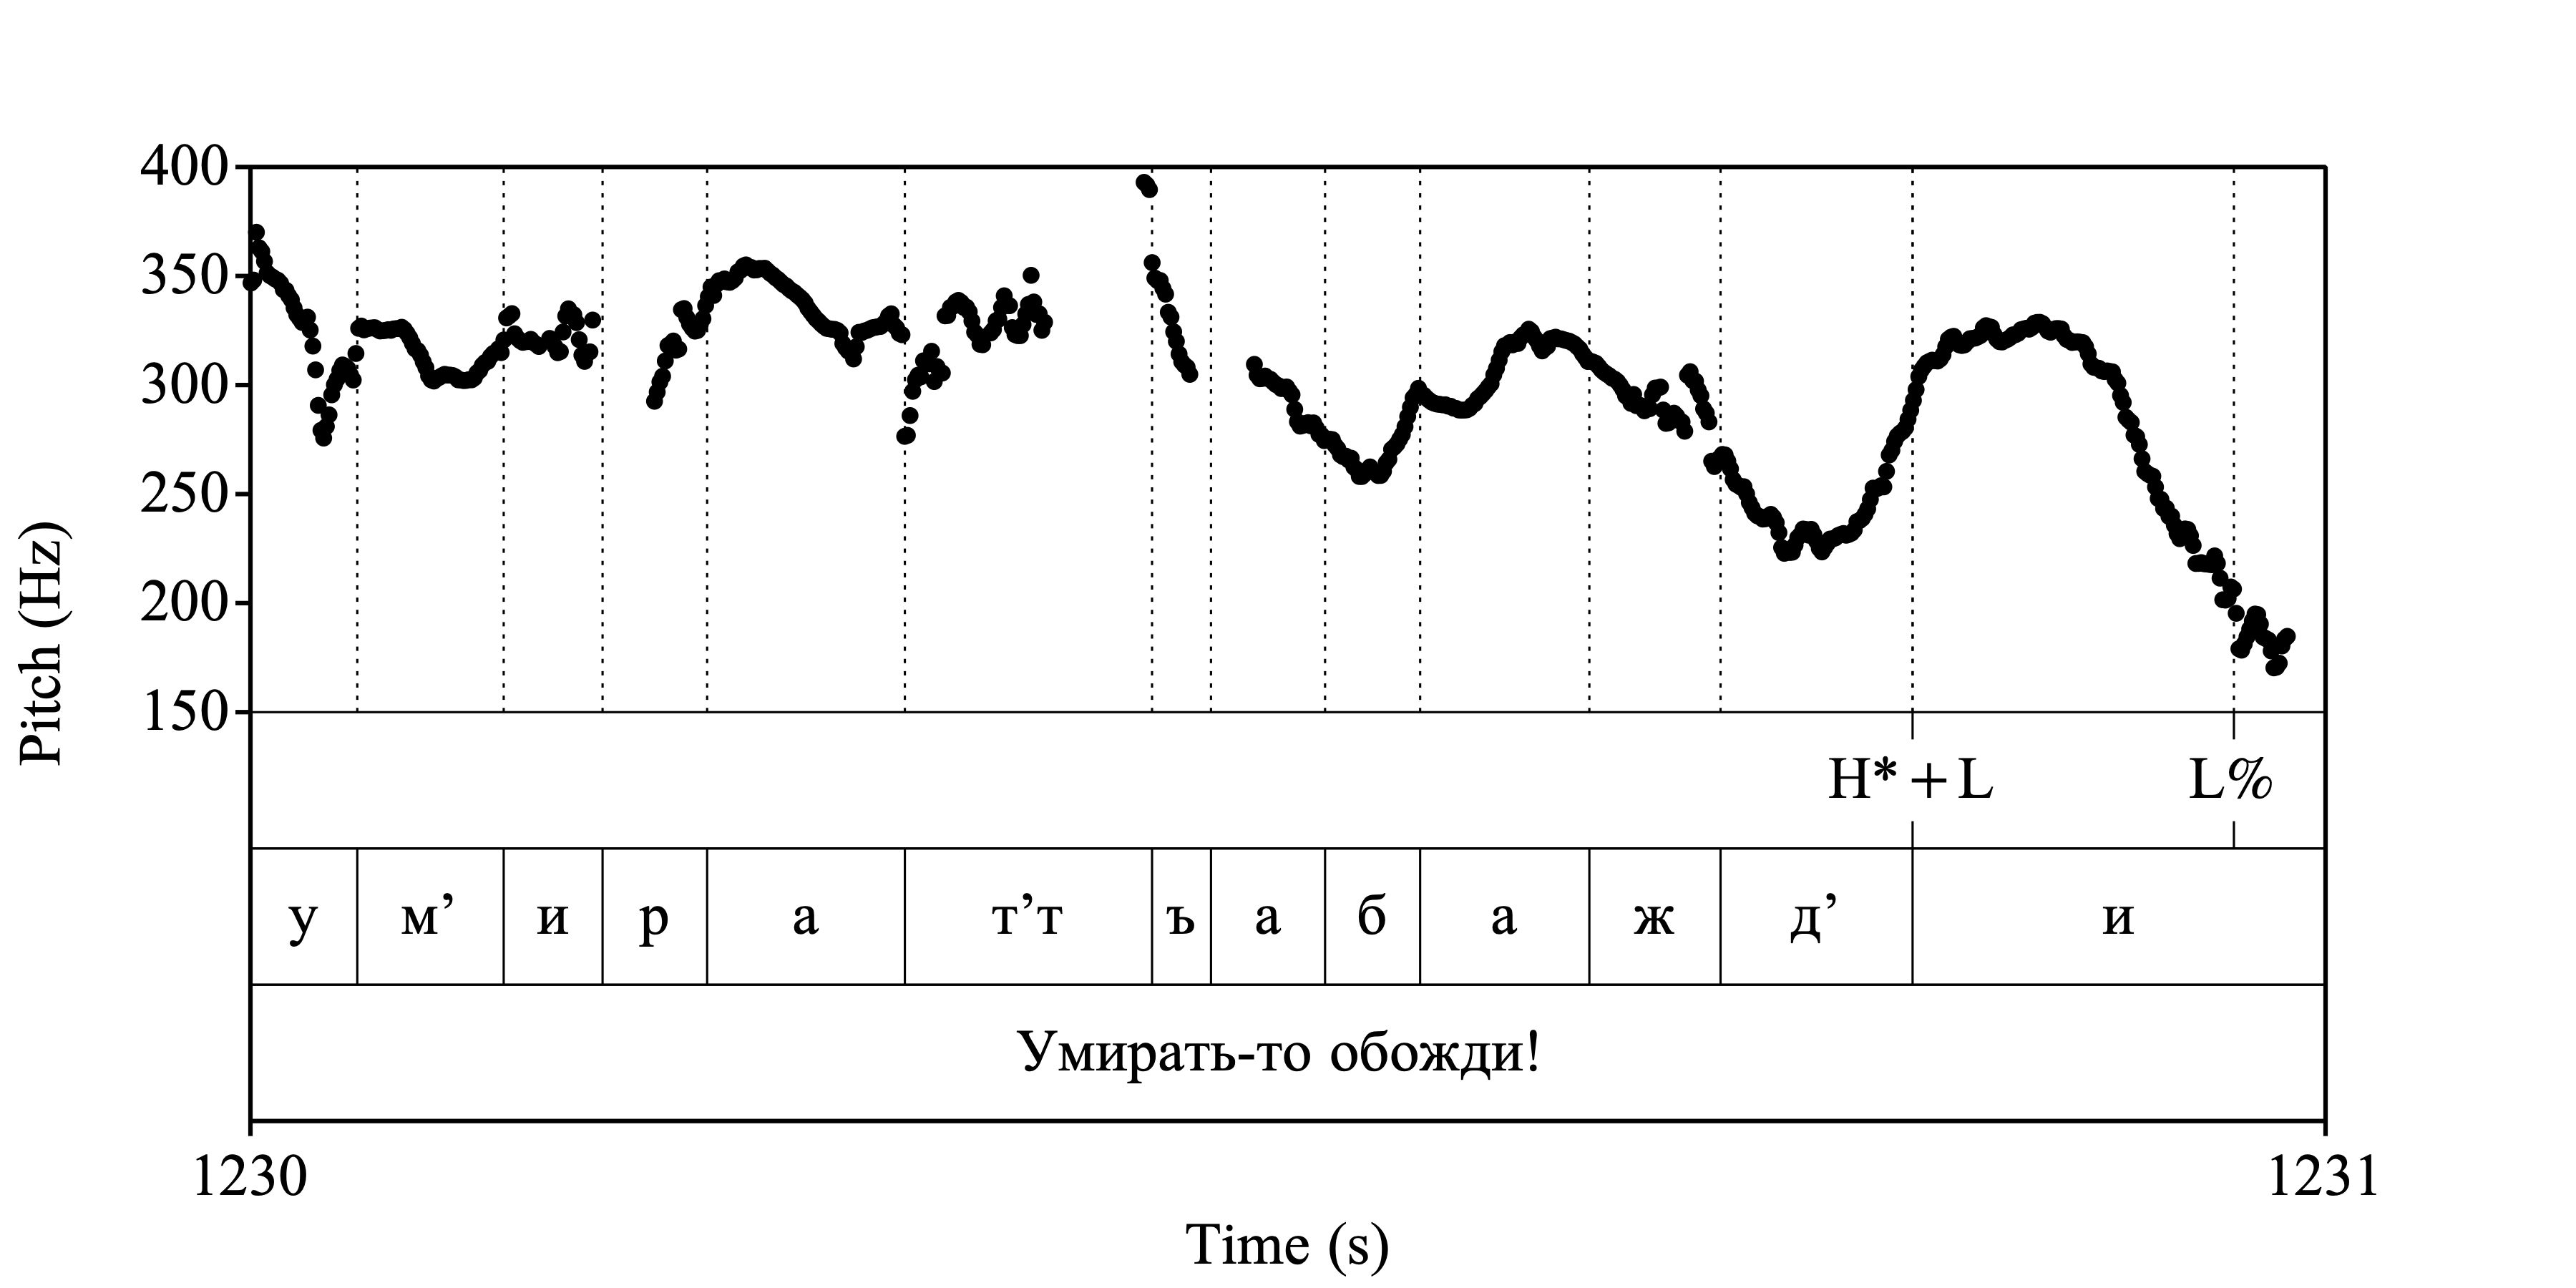 400
350
300
250
200
150
Pitch (Hz)
H* + L L%
у м’ и р а т’т ъ а б а ж д’ и
Умирать-то обожди!
1230 1231
Time (s)